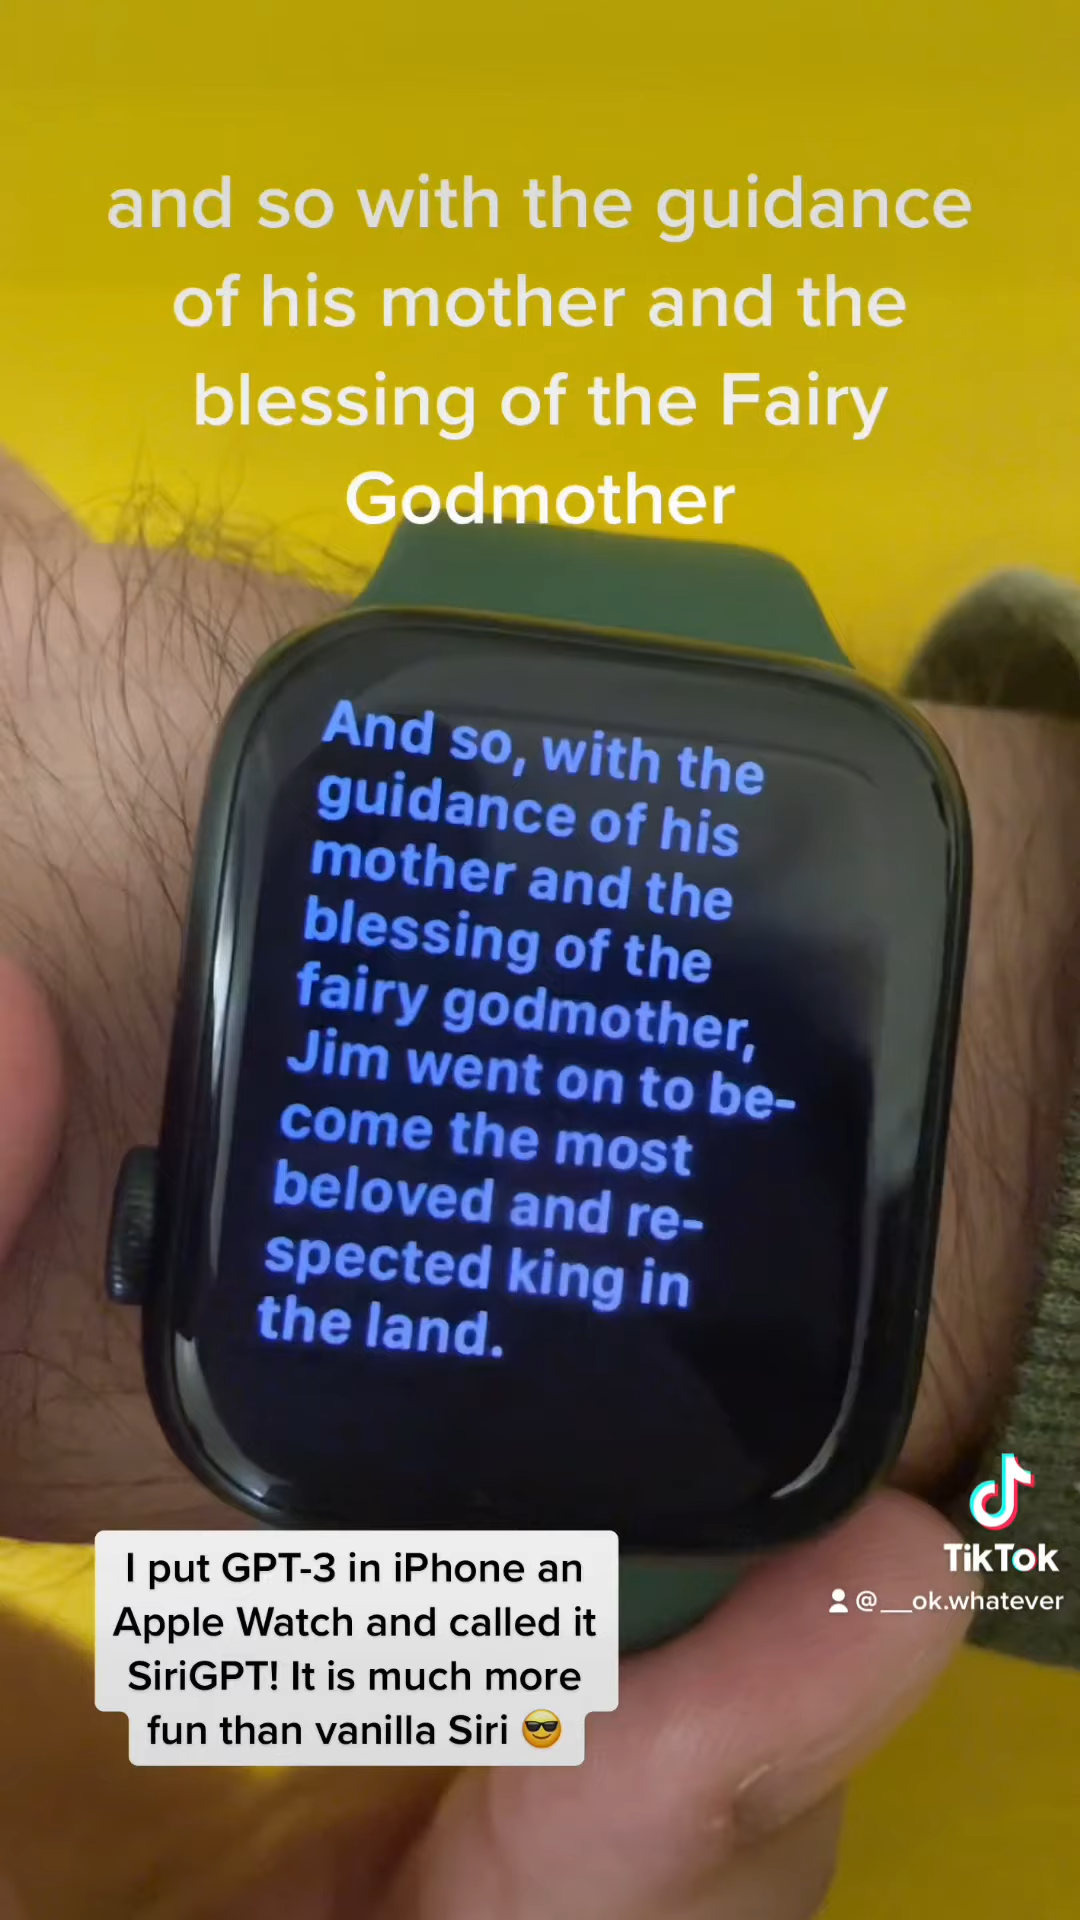 and so with the guidance
of his mother and the
blessing of the Fairy
Godmother
And so, with the
guidance of his
mother and the
blessing of the
fairy godmother,
Jim went on to be-
come the most
beloved and re-
spected king in
the land.
I put GPT-3 in iPhone an
Apple Watch and called it
SiriGPT! It is much more
fun than vanilla Siri 😎
TikTok
@__ok.whatever